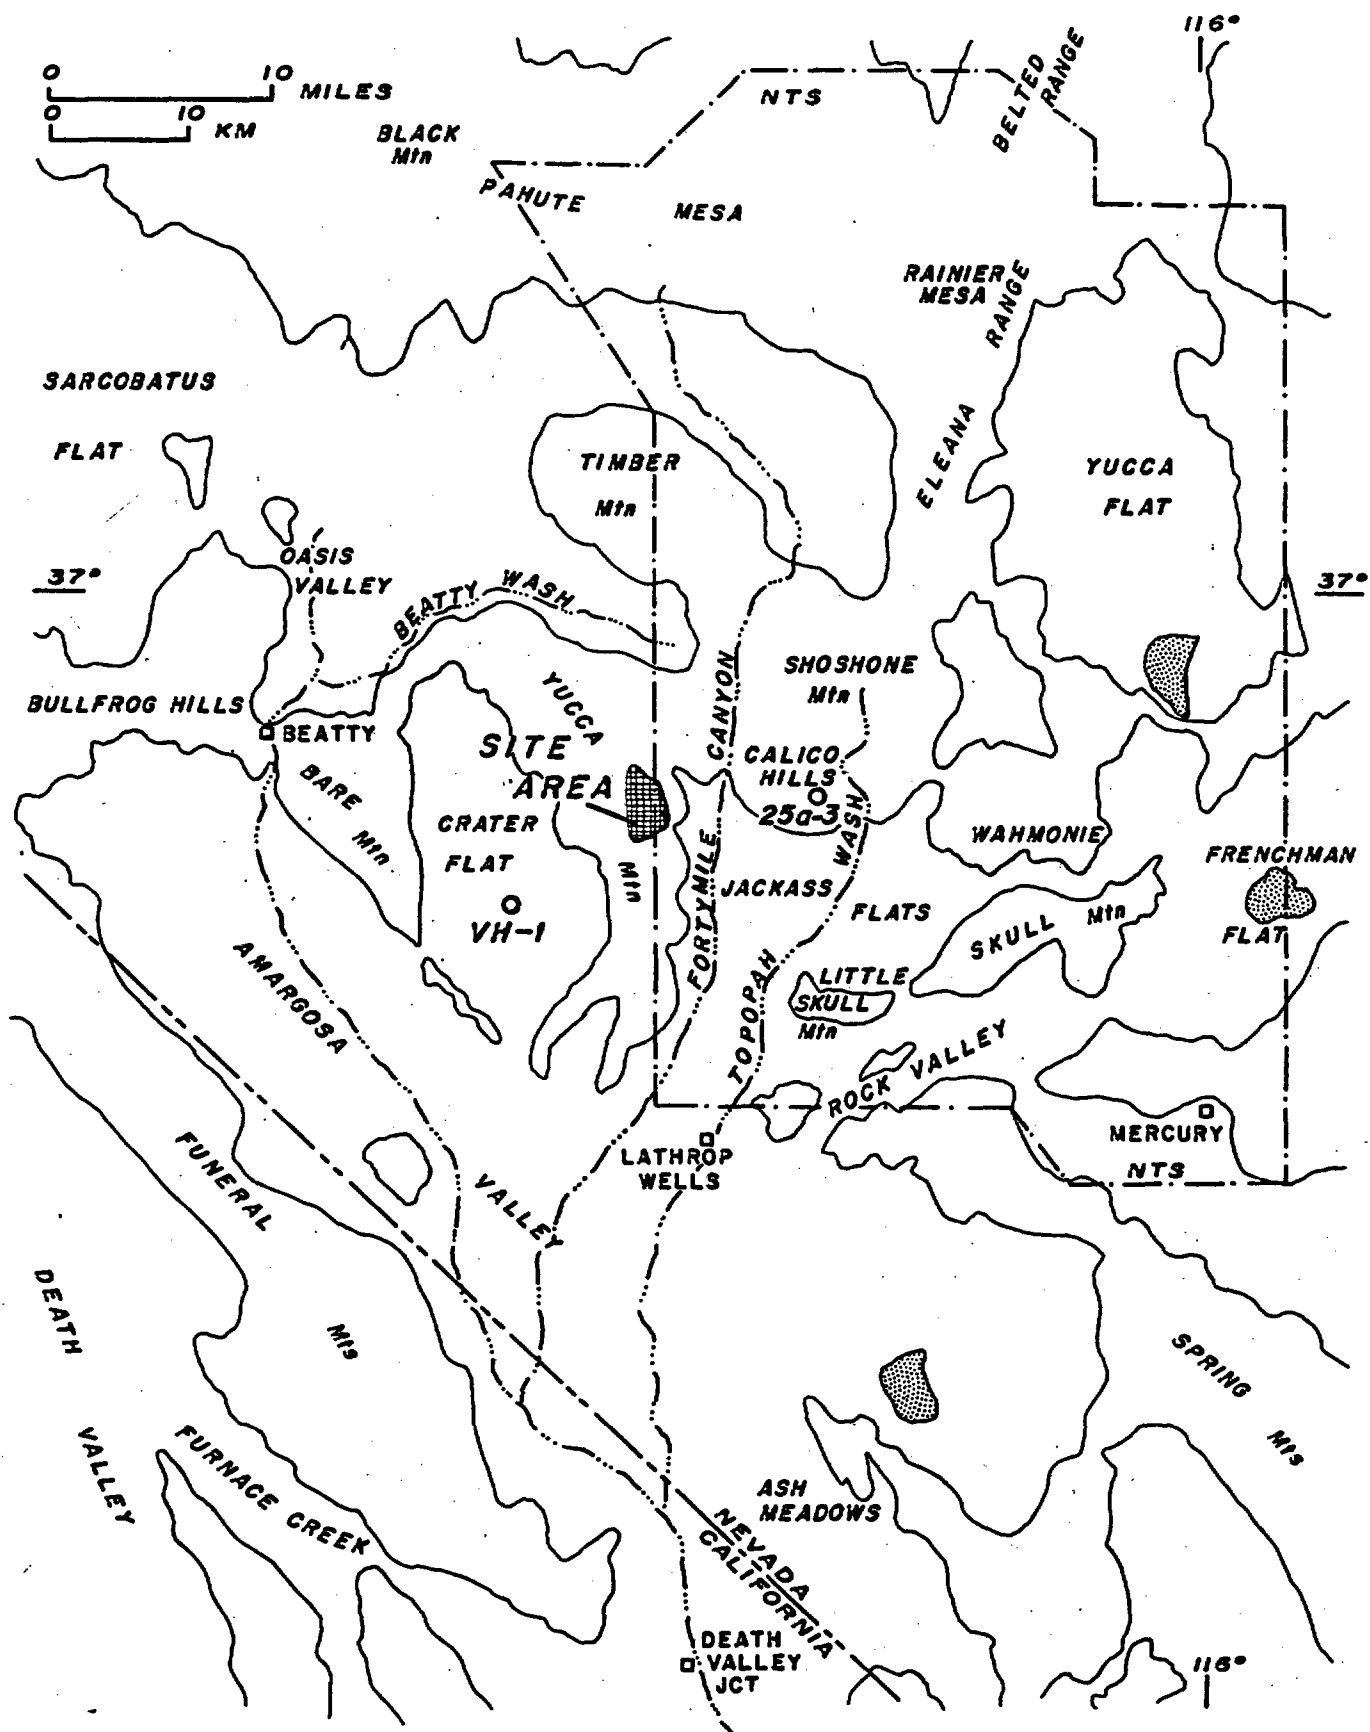 116°
0 10 MILES
0 10 KM
NTS
BELTED
RANGE
BLACK
Mtn
PAHUTE MESA
RAINIER
MESA
ELEANA RANGE
SARCOBATUS
FLAT
TIMBER
Mtn
YUCCA
FLAT
OASIS
VALLEY
37°
37°
BEATTY WASH
SHOSHONE
Mtn
BULLFROG HILLS
BEATTY
YUCCA
Mtn
SITE
AREA
FORTYMILE CANYON
CALICO
HILLS
25a-3
BARE
Mtn
CRATER
FLAT
VH-1
WAHMONIE
FRENCHMAN
FLAT
JACKASS
FLATS
SKULL Mtn
TOPOPAH WASH
LITTLE
SKULL
Mtn
AMARGOSA
VALLEY
ROCK VALLEY
MERCURY
NTS
LATHROP
WELLS
FUNERAL
Mts
DEATH
VALLEY
SPRING
Mts
FURNACE CREEK
ASH
MEADOWS
NEVADA
CALIFORNIA
DEATH
VALLEY
JCT
116°